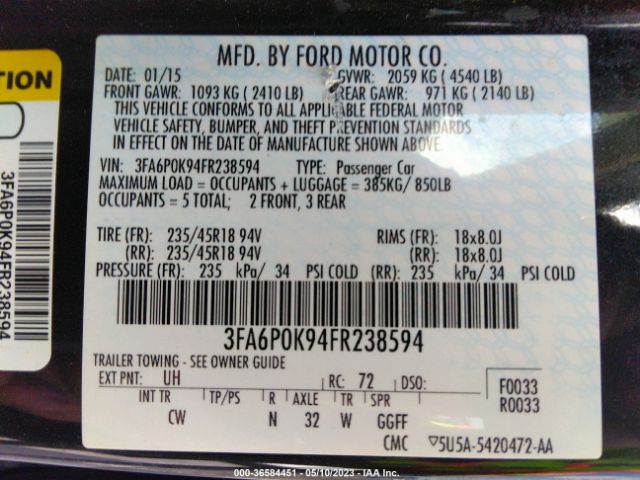 TION
3FA6P0K94FR238594
MFD. BY FORD MOTOR CO.
DATE: 01/15 GVWR: 2059 KG ( 4540 LB)
FRONT GAWR: 1093 KG ( 2410 LB) REAR GAWR: 971 KG ( 2140 LB)
THIS VEHICLE CONFORMS TO ALL APPLICABLE FEDERAL MOTOR
VEHICLE SAFETY, BUMPER, AND THEFT PREVENTION STANDARDS
IN EFFECT ON THE DATE OF MANUFACTURE SHOWN ABOVE.
VIN: 3FA6P0K94FR238594 TYPE: Passenger Car
MAXIMUM LOAD = OCCUPANTS + LUGGAGE = 385KG/ 850LB
OCCUPANTS = 5 TOTAL; 2 FRONT, 3 REAR
TIRE (FR): 235/45R18 94V RIMS (FR): 18x8.0J
(RR): 235/45R18 94V (RR): 18x8.0J
PRESSURE (FR): 235 kPa/ 34 PSI COLD (RR): 235 kPa/ 34 PSI COLD
3FA6P0K94FR238594
TRAILER TOWING - SEE OWNER GUIDE
EXT PNT: UH RC: 72 DSO: F0033
R0033
INT TR TP/PS R AXLE TR SPR
CW N 32 W GGFF
CMC 5U5A-5420472-AA
000-36584451 - 05/10/2023 - IAA Inc.